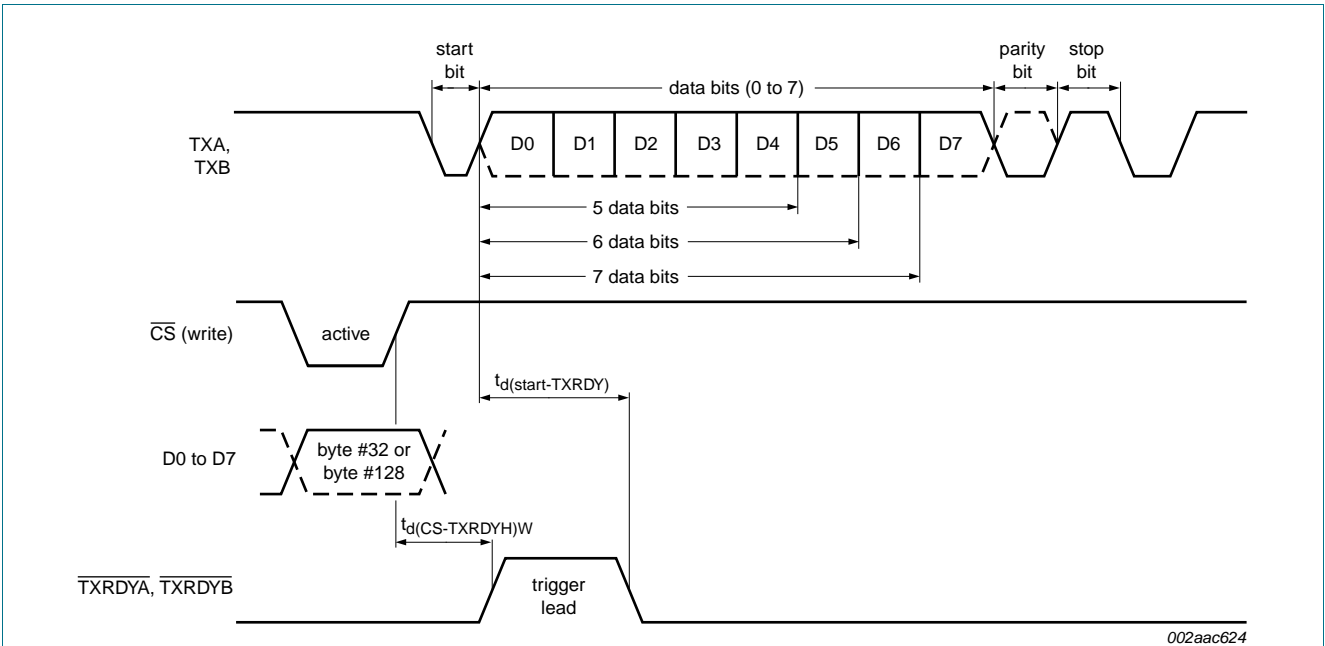 start
bit
data bits (0 to 7)
parity
bit
stop
bit
TXA,
TXB
D0 D1 D2 D3 D4 D5 D6 D7
5 data bits
6 data bits
7 data bits
CS (write)
active
td(start-TXRDY)
D0 to D7
byte #32 or
byte #128
td(CS-TXRDYH)W
TXRDYA, TXRDYB
trigger
lead
002aac624